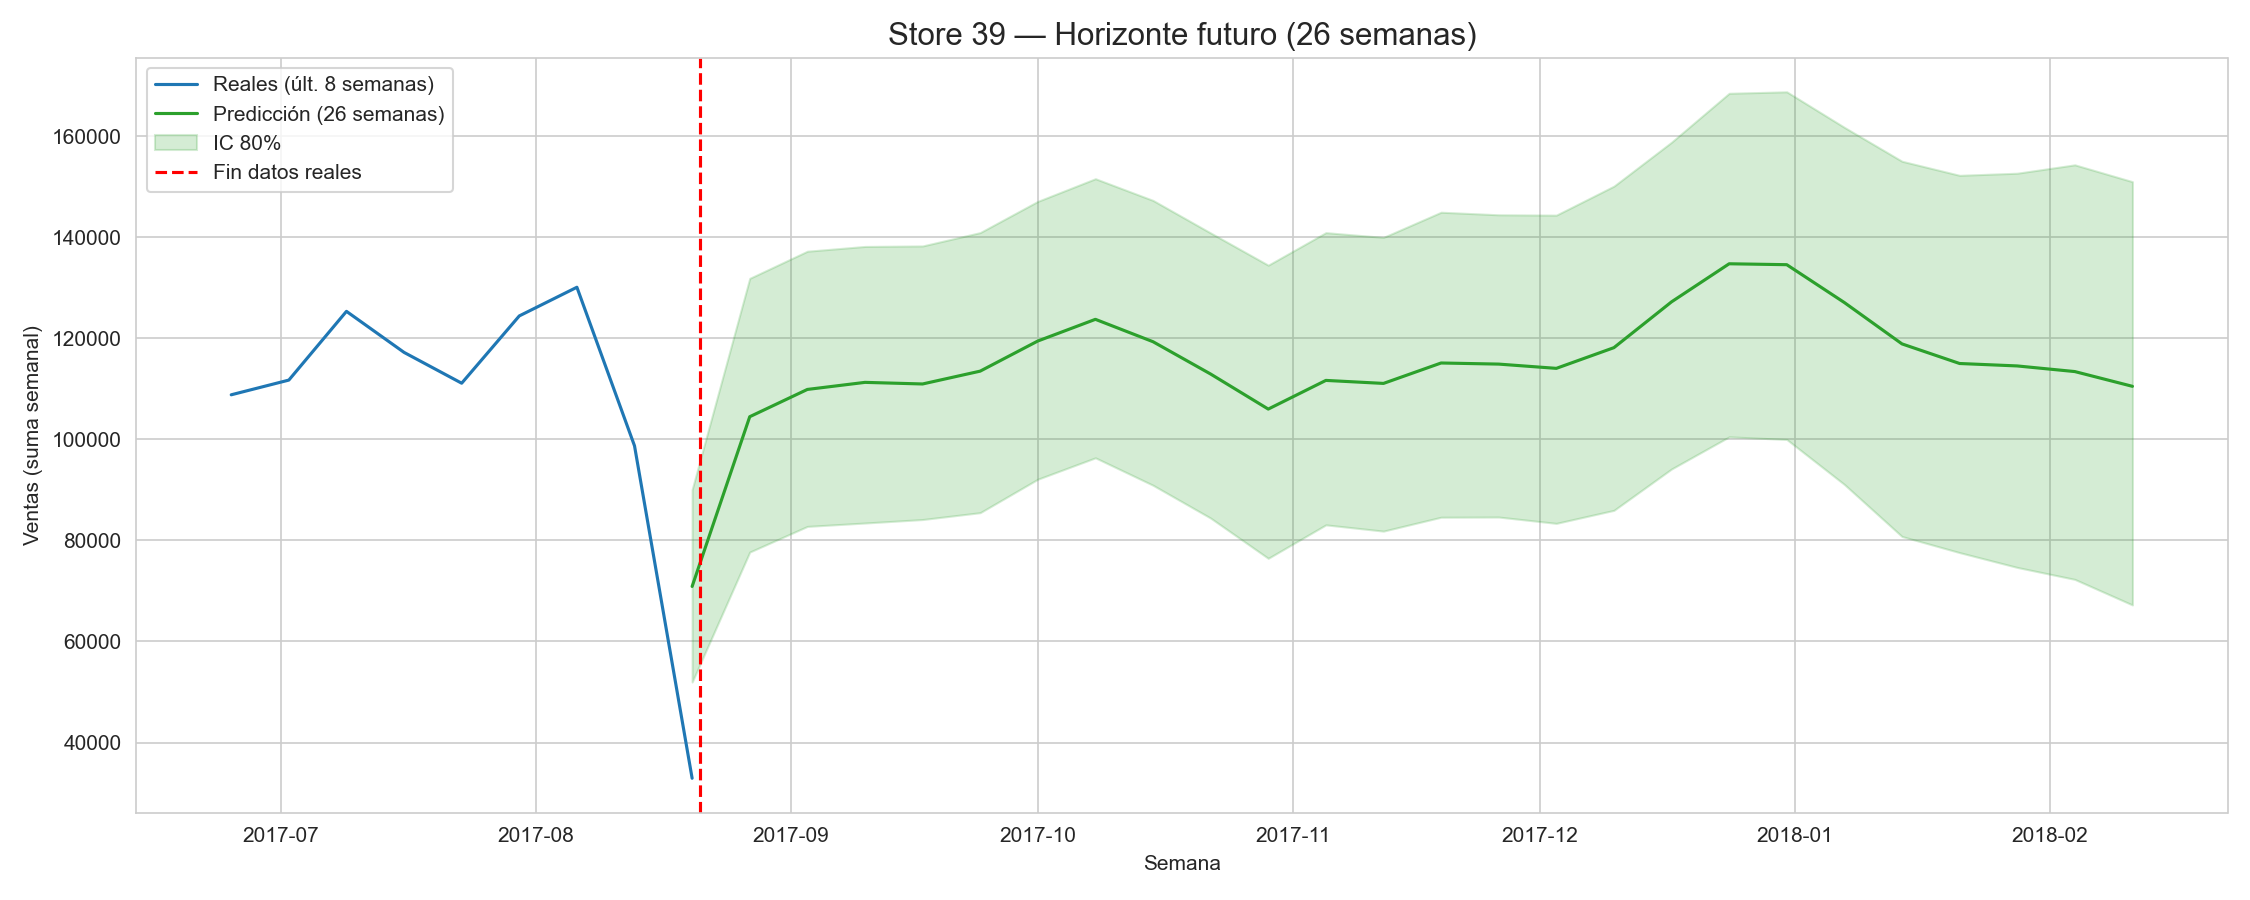 Store 39 — Horizonte futuro (26 semanas)
Reales (últ. 8 semanas)
Predicción (26 semanas)
IC 80%
Fin datos reales
Ventas (suma semanal)
160000
140000
120000
100000
80000
60000
40000
2017-07
2017-08
2017-09
2017-10
2017-11
2017-12
2018-01
2018-02
Semana